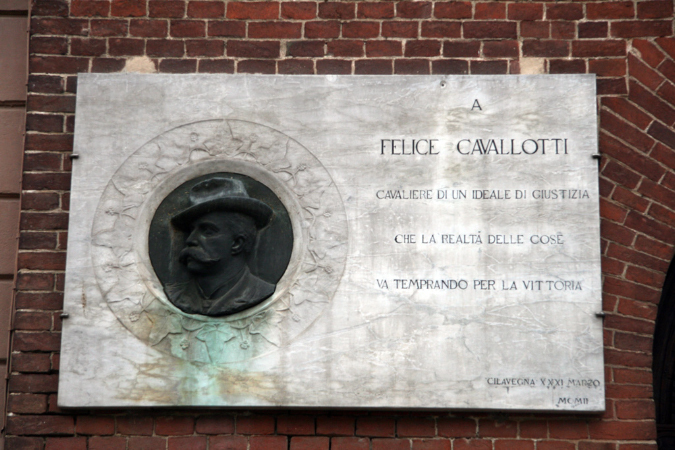 A
FELICE CAVALLOTTI
CAVALIERE DI UN IDEALE DI GIUSTIZIA
CHE LA REALTÀ DELLE COSE
VA TEMPRANDO PER LA VITTORIA
CILAVEGNA XXXI MARZO
MCMII